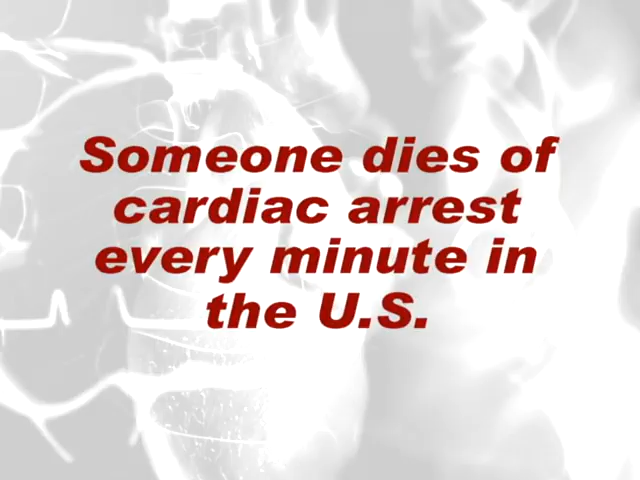 Someone dies of
cardiac arrest
every minute in
the U.S.